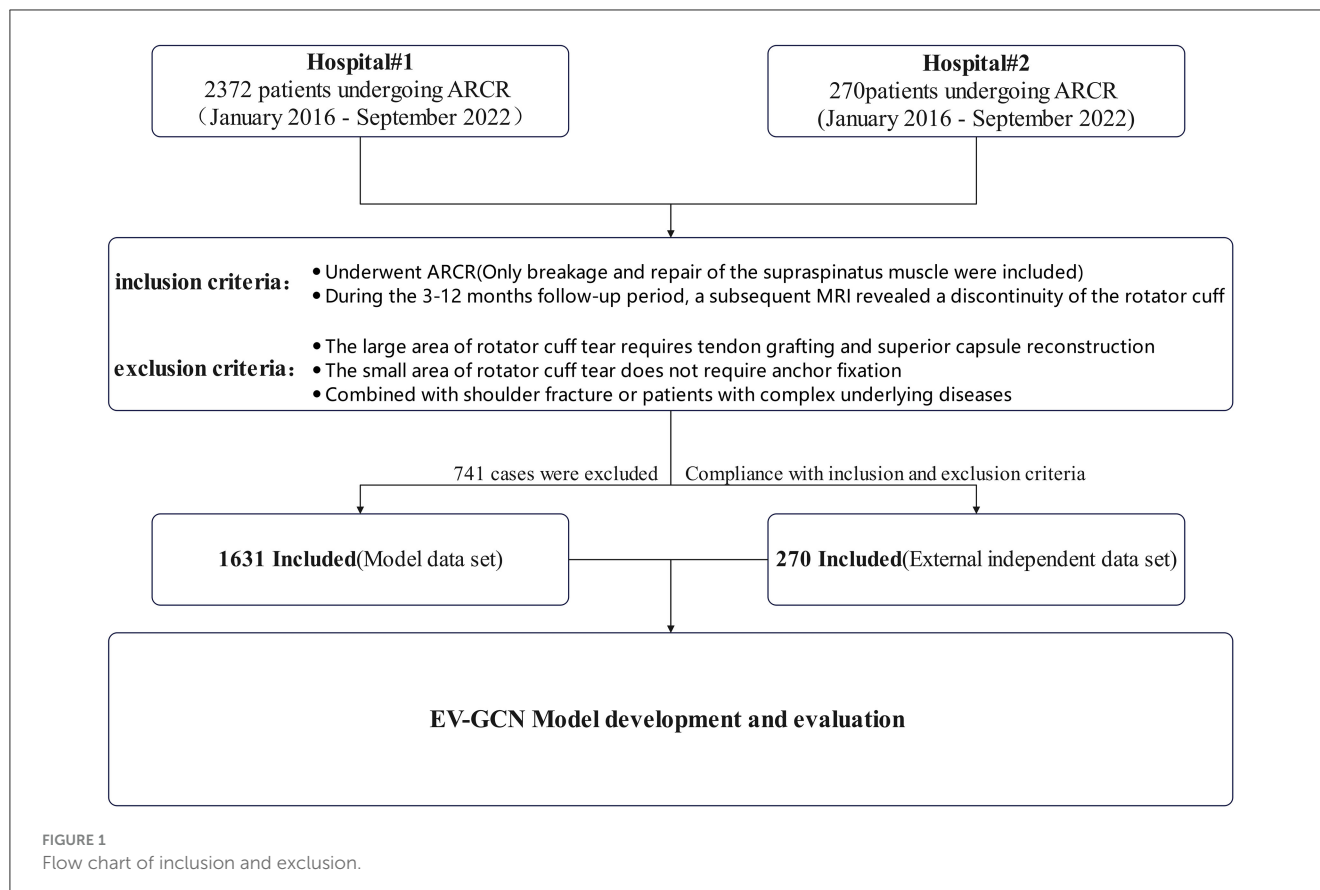 Hospital#1
2372 patients undergoing ARCR
（January 2016 - September 2022）
Hospital#2
270patients undergoing ARCR
(January 2016 - September 2022)
inclusion criteria：
• Underwent ARCR(Only breakage and repair of the supraspinatus muscle were included)
• During the 3-12 months follow-up period, a subsequent MRI revealed a discontinuity of the rotator cuff
exclusion criteria：
• The large area of rotator cuff tear requires tendon grafting and superior capsule reconstruction
• The small area of rotator cuff tear does not require anchor fixation
• Combined with shoulder fracture or patients with complex underlying diseases
741 cases were excluded
Compliance with inclusion and exclusion criteria
1631 Included(Model data set)
270 Included(External independent data set)
EV-GCN Model development and evaluation
FIGURE 1
Flow chart of inclusion and exclusion.